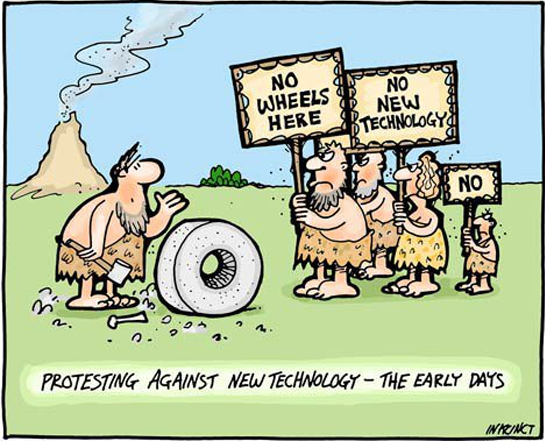 NO
WHEELS
HERE
NO
NEW
TECHNOLOGY
NO
PROTESTING AGAINST NEW TECHNOLOGY – THE EARLY DAYS
INKCINCT